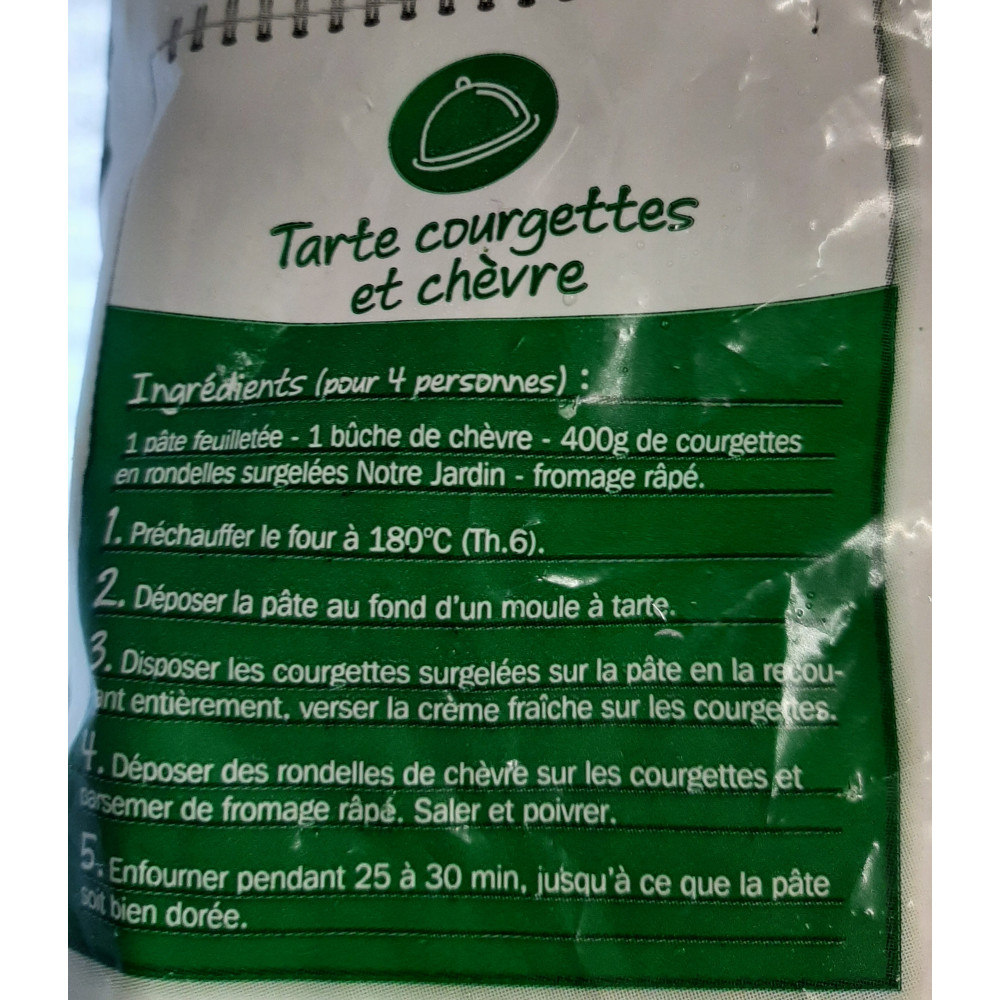 Tarte courgettes
et chèvre
Ingrédients (pour 4 personnes) :
1 pâte feuilletée - 1 bûche de chèvre - 400g de courgettes
en rondelles surgelées Notre Jardin - fromage râpé.
1. Préchauffer le four à 180°C (Th.6).
2. Déposer la pâte au fond d'un moule à tarte.
3. Disposer les courgettes surgelées sur la pâte en la recou-
ant entièrement, verser la crème fraîche sur les courgettes.
4. Déposer des rondelles de chèvre sur les courgettes et
parsemer de fromage râpé. Saler et poivrer.
5. Enfourner pendant 25 à 30 min, jusqu'à ce que la pâte
soit bien dorée.